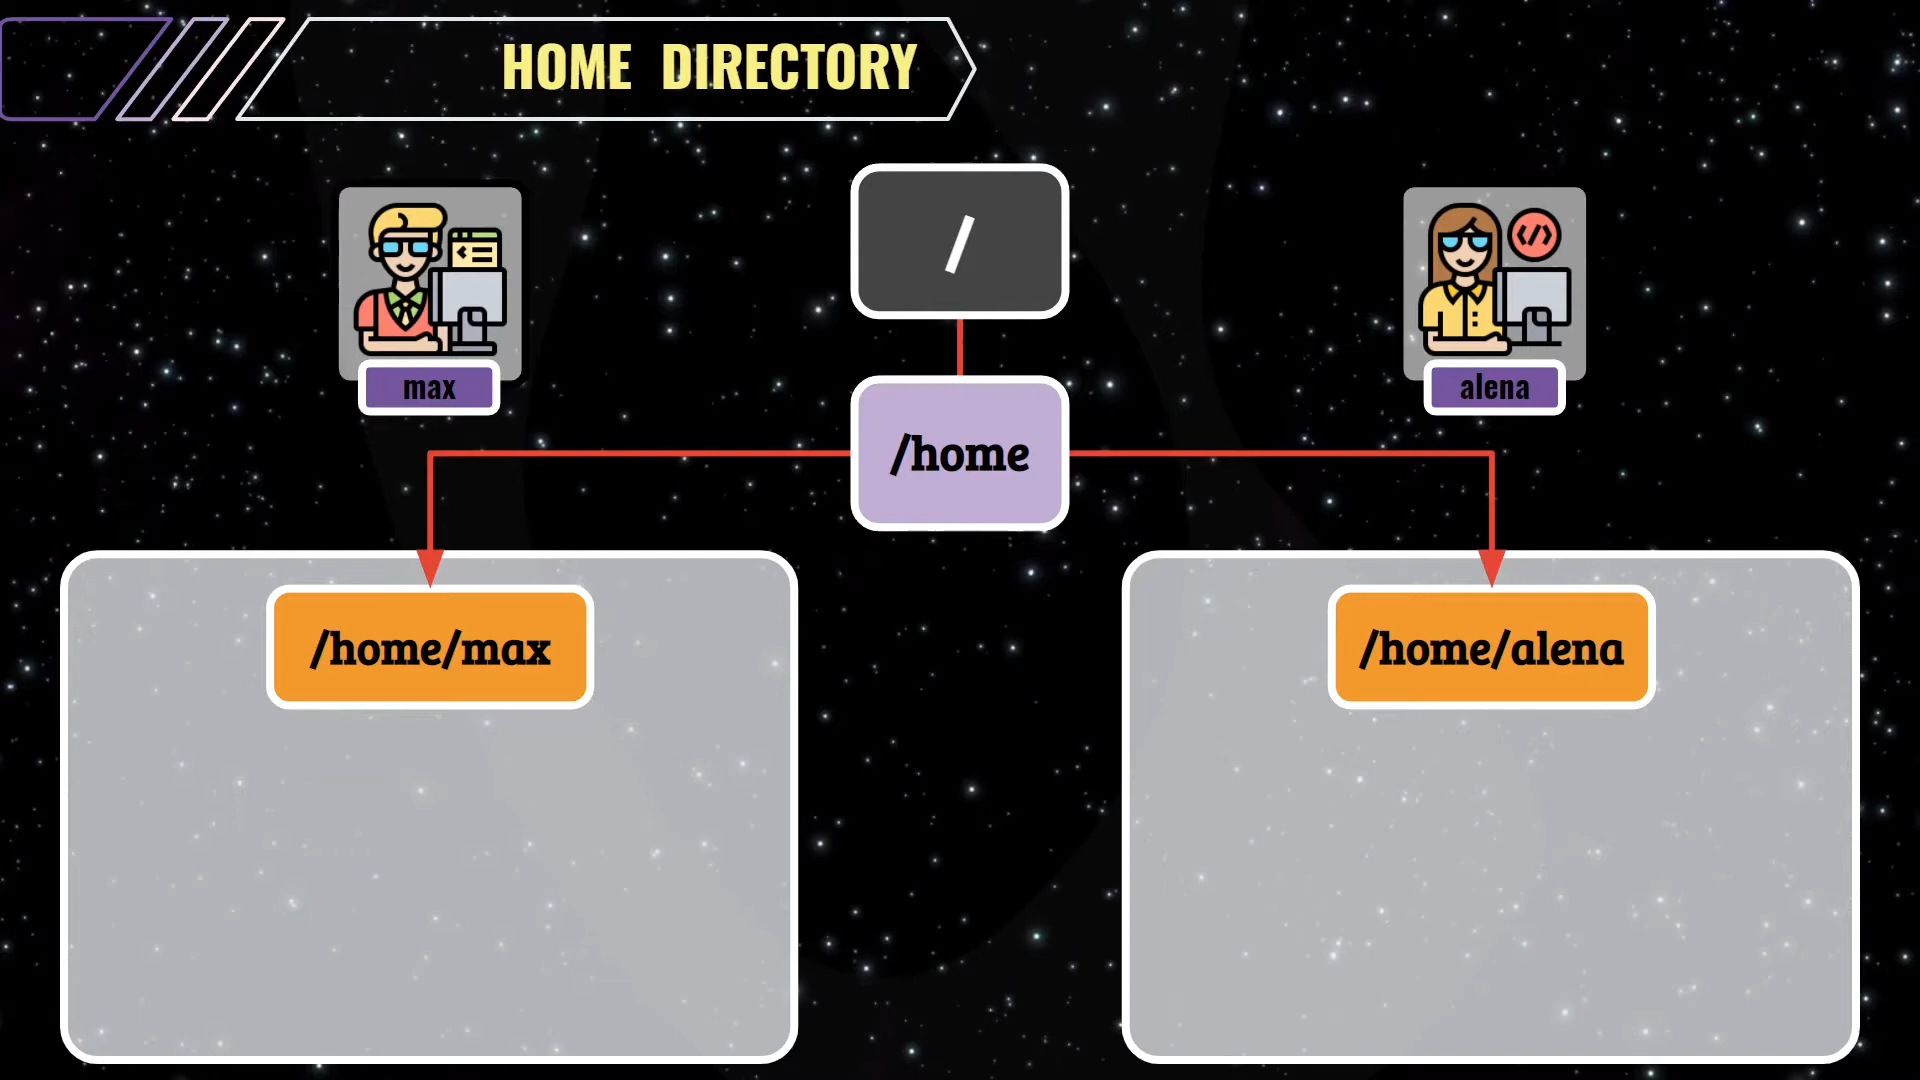 HOME DIRECTORY
/
max
alena
</>
/home
/home/max
/home/alena